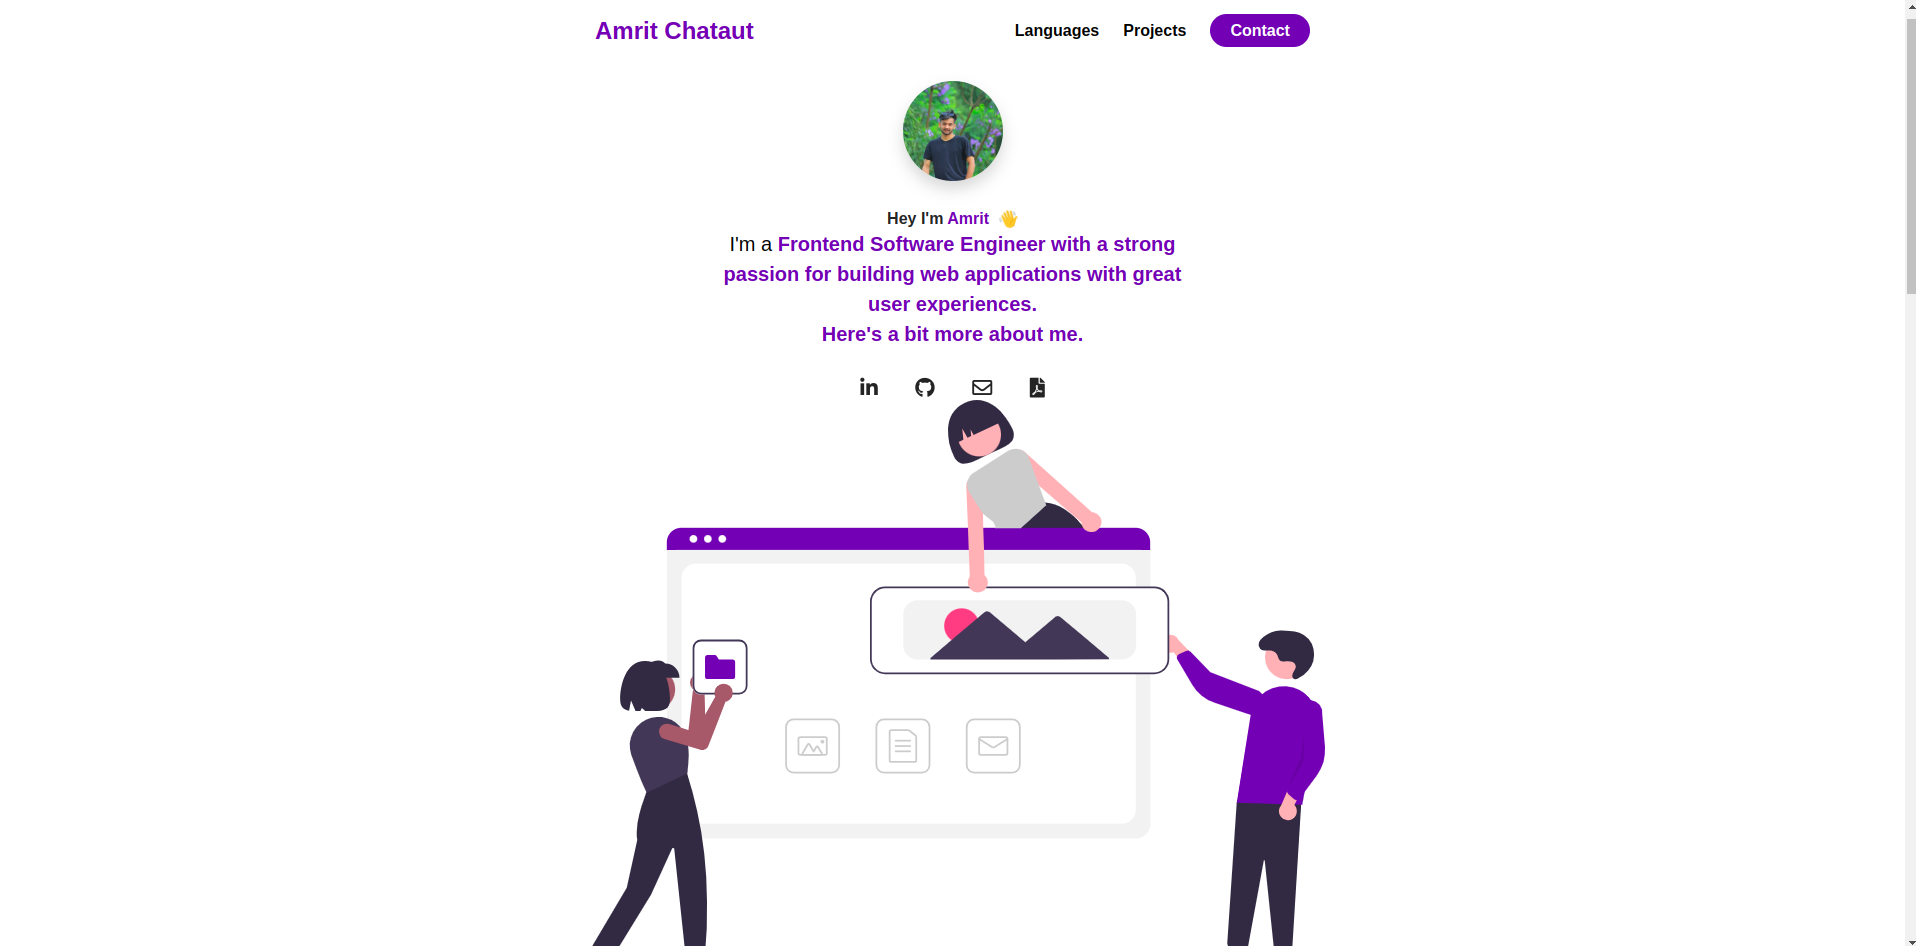 Amrit Chataut
Languages Projects Contact
Hey I'm Amrit 👋
I'm a Frontend Software Engineer with a strong
passion for building web applications with great
user experiences.
Here's a bit more about me.